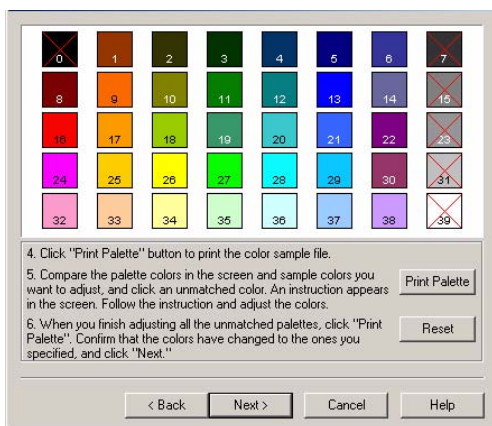 0 1 2 3 4 5 6 7
8 9 10 11 12 13 14 15
16 17 18 19 20 21 22 23
24 25 26 27 28 29 30 31
32 33 34 35 36 37 38 39
4. Click "Print Palette" button to print the color sample file.
5. Compare the palette colors in the screen and sample colors you
want to adjust, and click an unmatched color. An instruction appears
in the screen. Follow the instruction and adjust the colors.
Print Palette
6. When you finish adjusting all the unmatched palettes, click "Print
Palette". Confirm that the colors have changed to the ones you
specified, and click "Next."
Reset
< Back Next > Cancel Help